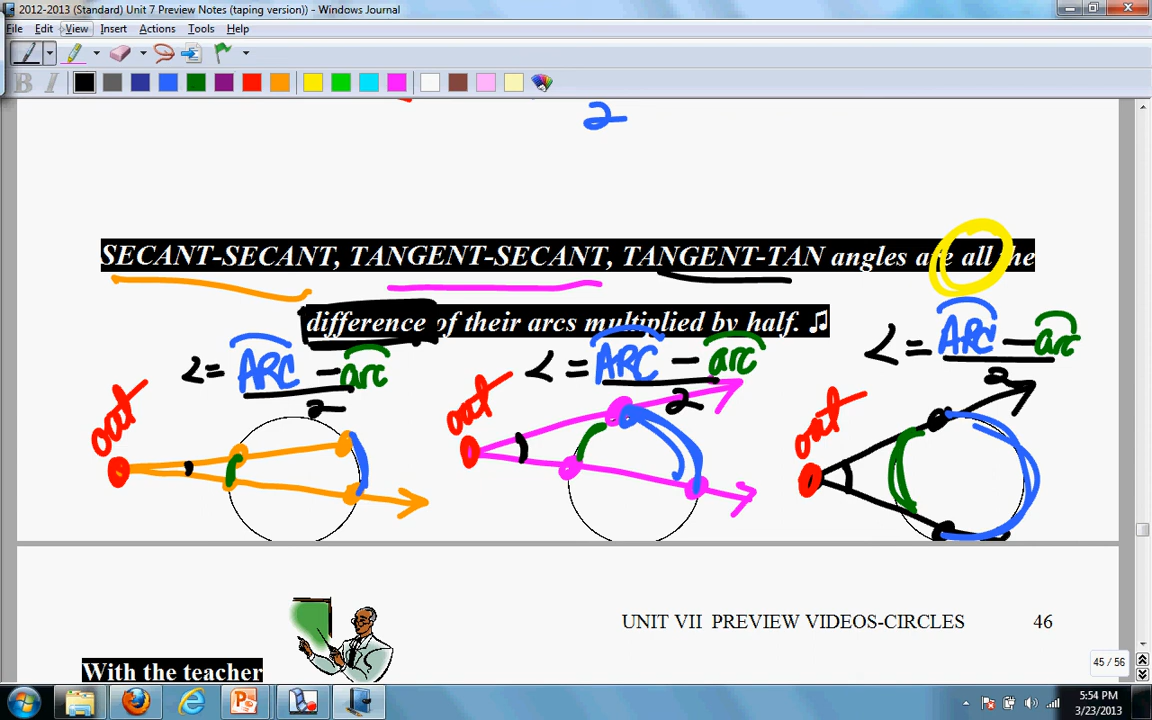 2012-2013 (Standard) Unit 7 Preview Notes (taping version)) - Windows Journal
File Edit View Insert Actions Tools Help
B I
2
SECANT-SECANT, TANGENT-SECANT, TANGENT-TAN angles are all the
difference of their arcs multiplied by half. ♫
∠ = ARC - arc
2
∠ = ARC - arc
2
∠ = ARC - arc
2
out
out
out
UNIT VII PREVIEW VIDEOS-CIRCLES 46
With the teacher
45 / 56
5:54 PM
3/23/2013